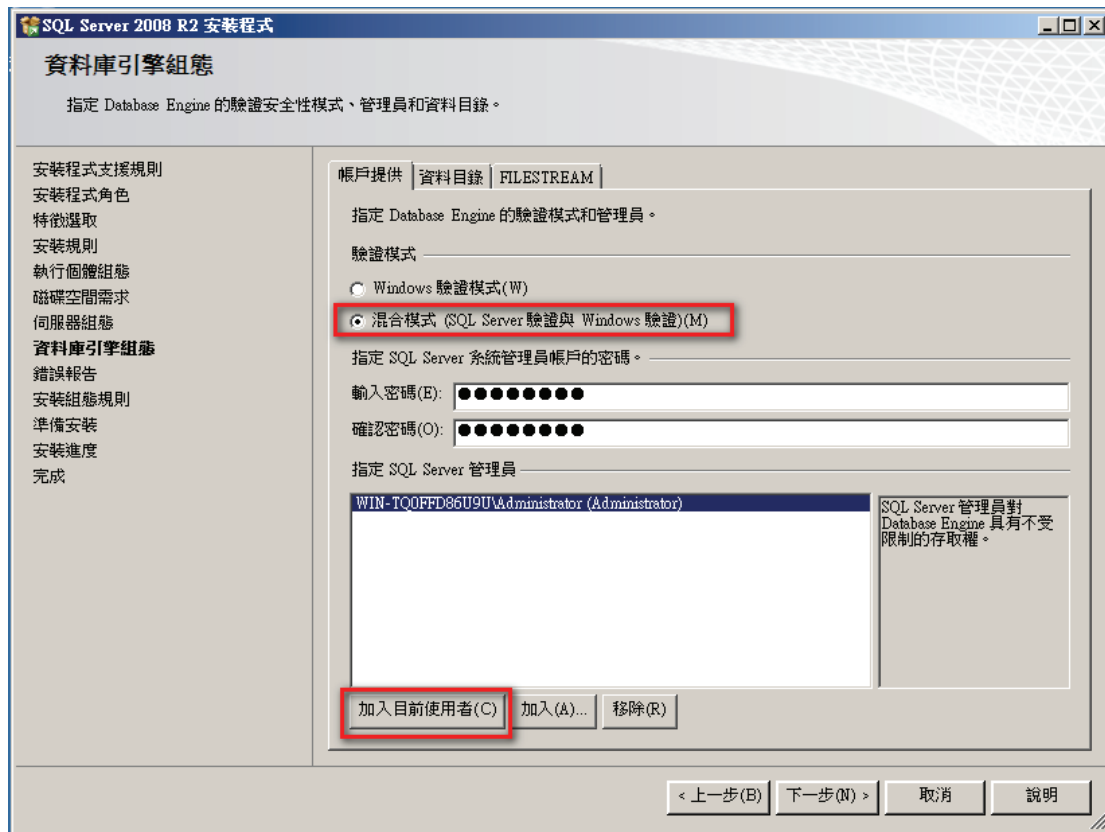 SQL Server 2008 R2 安裝程式
資料庫引擎組態
指定 Database Engine 的驗證安全性模式、管理員和資料目錄。
安裝程式支援規則
安裝程式角色
特徵選取
安裝規則
執行個體組態
磁碟空間需求
伺服器組態
資料庫引擎組態
錯誤報告
安裝組態規則
準備安裝
安裝進度
完成
帳戶提供 資料目錄 FILESTREAM
指定 Database Engine 的驗證模式和管理員。
驗證模式
Windows 驗證模式(W)
混合模式 (SQL Server 驗證與 Windows 驗證)(M)
指定 SQL Server 系統管理員帳戶的密碼。
輸入密碼(E): ●●●●●●●●
確認密碼(O): ●●●●●●●●
指定 SQL Server 管理員
WIN-TQ0FFD86U9U\Administrator (Administrator)
SQL Server 管理員對
Database Engine 具有不受
限制的存取權。
加入目前使用者(C) 加入(A)... 移除(R)
< 上一步(B) 下一步(N) > 取消 說明